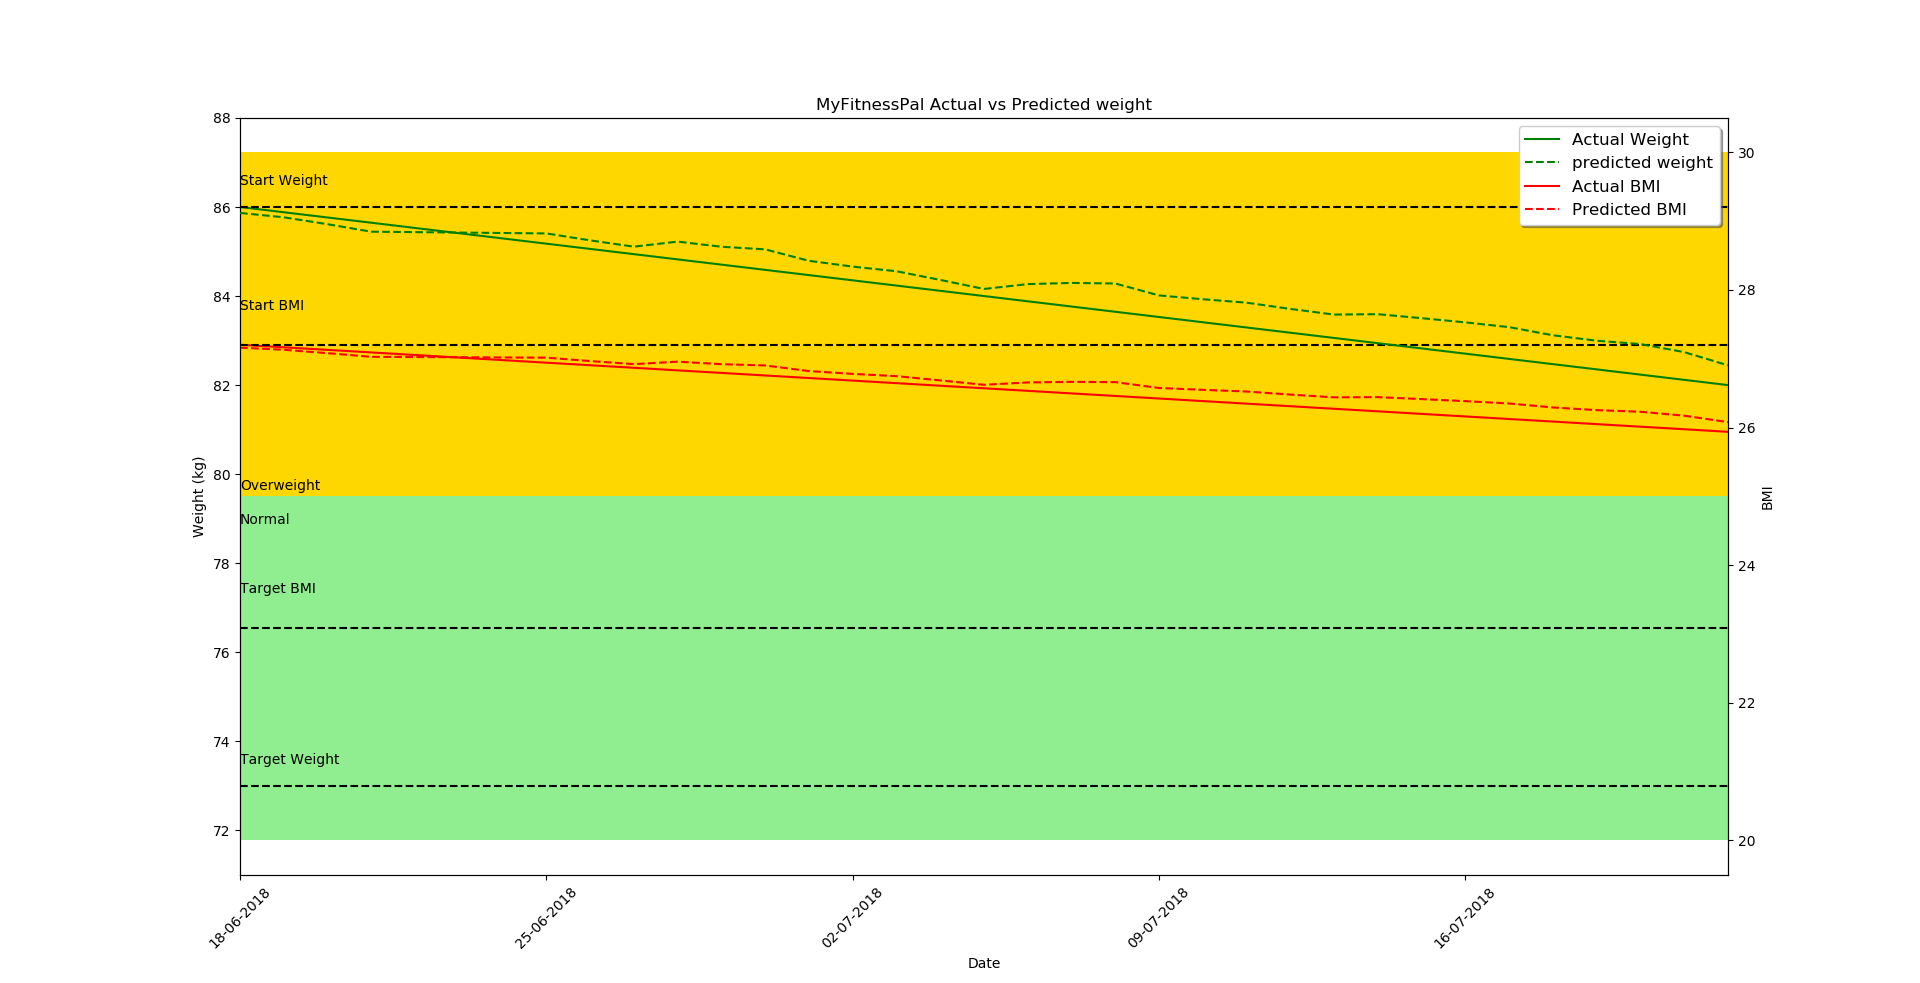 MyFitnessPal Actual vs Predicted weight
88
86
84
82
80
78
76
74
72
Weight (kg)
Start Weight
Start BMI
Overweight
Normal
Target BMI
Target Weight
Actual Weight
predicted weight
Actual BMI
Predicted BMI
30
28
26
24
22
20
BMI
18-06-2018
25-06-2018
02-07-2018
09-07-2018
16-07-2018
Date